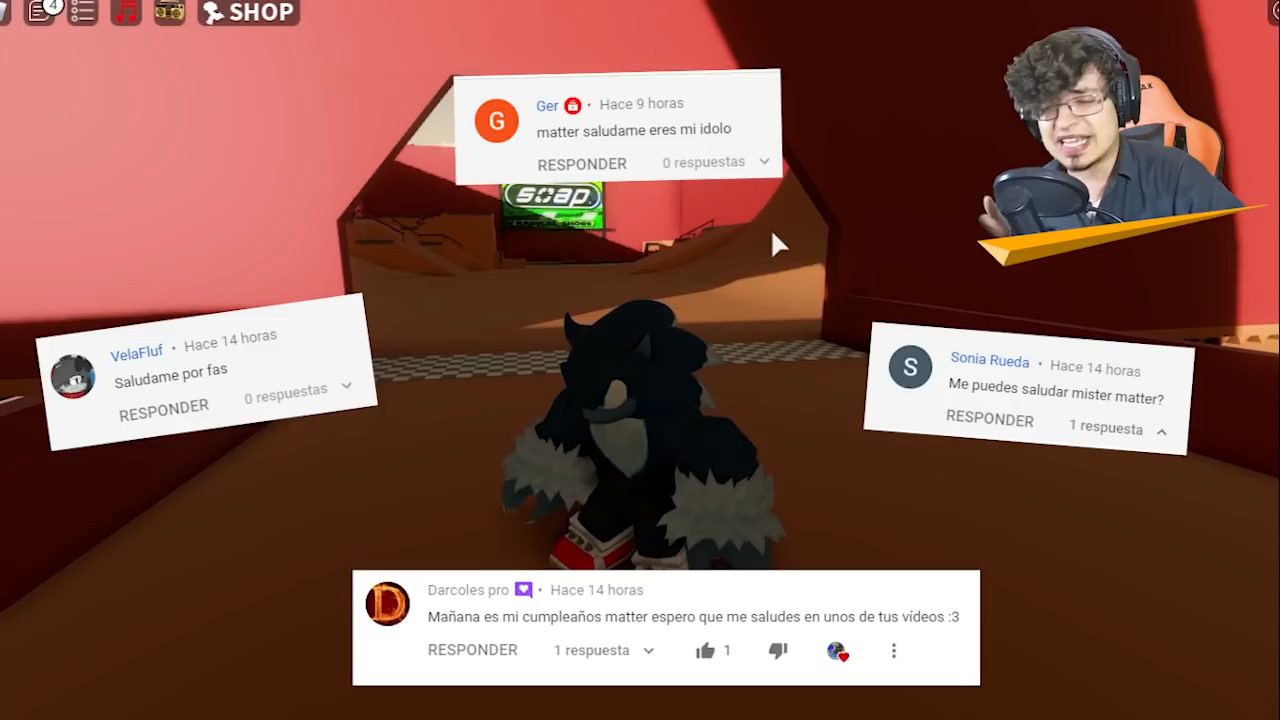 4
SHOP
G
Ger · Hace 9 horas
matter saludame eres mi idolo
RESPONDER 0 respuestas
soap
VelaFluf · Hace 14 horas
Saludame por fas
RESPONDER 0 respuestas
S
Sonia Rueda · Hace 14 horas
Me puedes saludar mister matter?
RESPONDER 1 respuesta
D
Darcoles pro · Hace 14 horas
Mañana es mi cumpleaños matter espero que me saludes en unos de tus vídeos :3
RESPONDER 1 respuesta 1